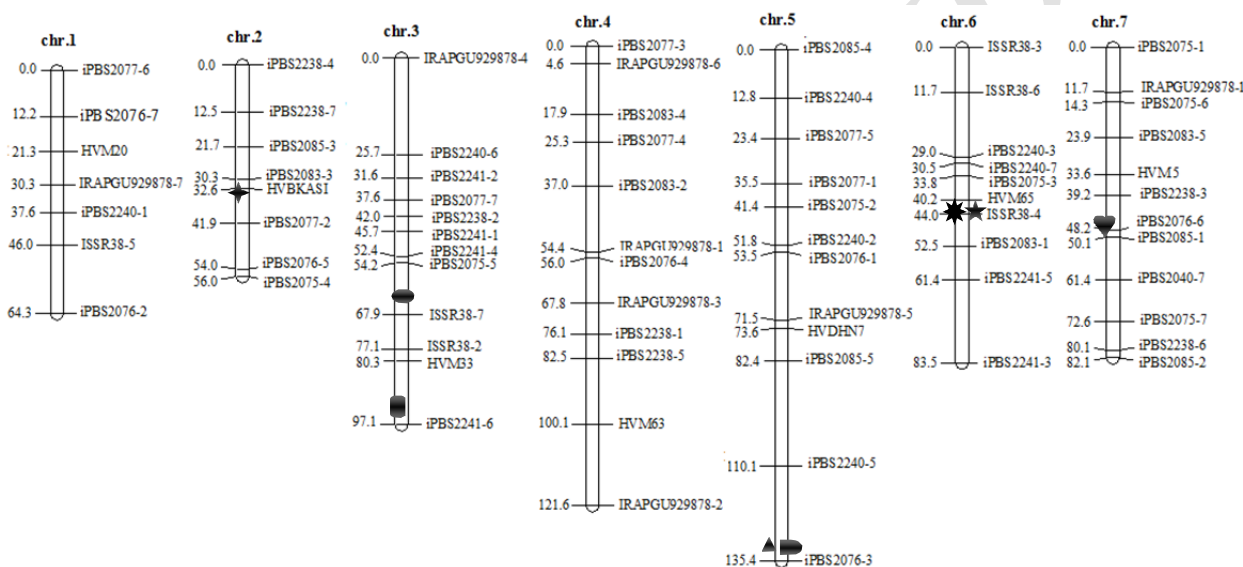 chr.1
0.0 iPBS2077-6
12.2 iPBS2076-7
21.3 HVM20
30.3 IRAPGU929878-7
37.6 iPBS2240-1
46.0 ISSR38-5
64.3 iPBS2076-2
chr.2
0.0 iPBS2238-4
12.5 iPBS2238-7
21.7 iPBS2085-3
30.3 iPBS2083-3
32.6 HVBKASI
41.9 iPBS2077-2
54.0 iPBS2076-5
56.0 iPBS2075-4
chr.3
0.0 IRAPGU929878-4
25.7 iPBS2240-6
31.6 iPBS2241-2
37.6 iPBS2077-7
42.0 iPBS2238-2
45.7 iPBS2241-1
52.4 iPBS2241-4
54.2 iPBS2075-5
67.9 ISSR38-7
77.1 ISSR38-2
80.3 HVM33
97.1 iPBS2241-6
chr.4
0.0 iPBS2077-3
4.6 IRAPGU929878-6
17.9 iPBS2083-4
25.3 iPBS2077-4
37.0 iPBS2083-2
54.4 IRAPGU929878-1
56.0 iPBS2076-4
67.8 IRAPGU929878-3
76.1 iPBS2238-1
82.5 iPBS2238-5
100.1 HVM63
121.6 IRAPGU929878-2
chr.5
0.0 iPBS2085-4
12.8 iPBS2240-4
23.4 iPBS2077-5
35.5 iPBS2077-1
41.4 iPBS2075-2
51.8 iPBS2240-2
53.5 iPBS2076-1
71.5 IRAPGU929878-5
73.6 HVDHN7
82.4 iPBS2085-5
110.1 iPBS2240-5
135.4 iPBS2076-3
chr.6
0.0 ISSR38-3
11.7 ISSR38-6
29.0 iPBS2240-3
30.5 iPBS2240-7
33.8 iPBS2075-3
40.2 HVM65
44.0 ISSR38-4
52.5 iPBS2083-1
61.4 iPBS2241-5
83.5 iPBS2241-3
chr.7
0.0 iPBS2075-1
11.7 IRAPGU929878-1
14.3 iPBS2075-6
23.9 iPBS2083-5
33.6 HVM5
39.2 iPBS2238-3
48.2 iPBS2076-6
50.1 iPBS2085-1
61.4 iPBS2040-7
72.6 iPBS2075-7
80.1 iPBS2238-6
82.1 iPBS2085-2